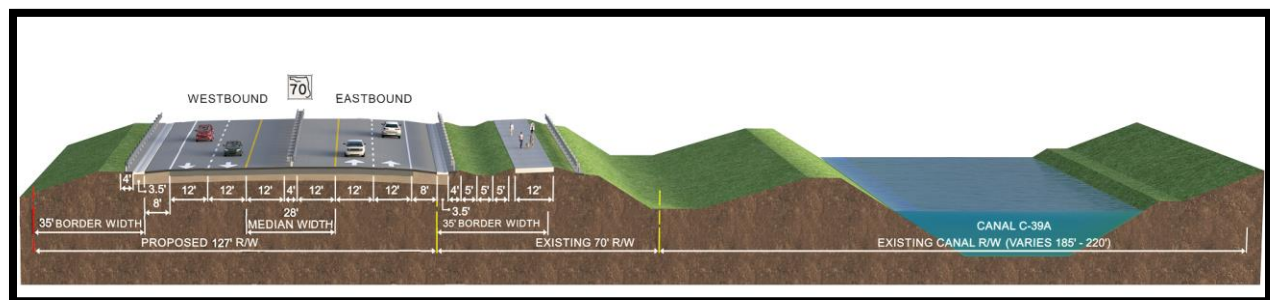 70
WESTBOUND EASTBOUND
4' 3.5' 12' 12' 12' 4' 12' 12' 12' 8' 4' 5' 5' 5' 12'
8' 3.5'
28'
35' BORDER WIDTH MEDIAN WIDTH 35' BORDER WIDTH
CANAL C-39A
PROPOSED 127' R/W EXISTING 70' R/W EXISTING CANAL R/W (VARIES 185' - 220')